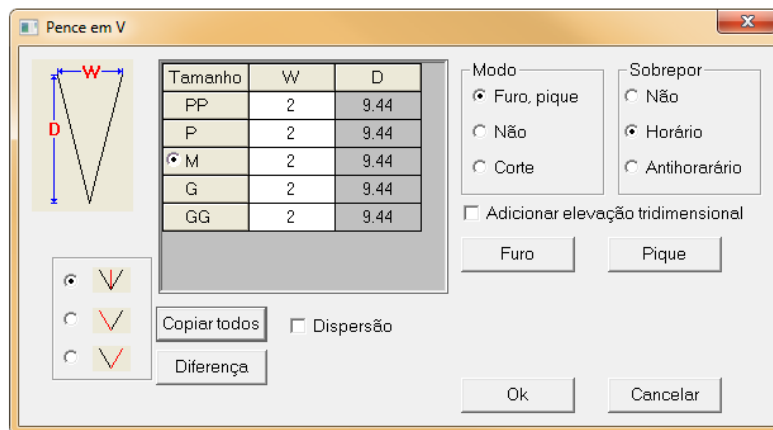 Pence em V
W
D
Tamanho W D
PP 2 9.44
P 2 9.44
M 2 9.44
G 2 9.44
GG 2 9.44
Modo
Furo, pique
Não
Corte
Sobrepor
Não
Horário
Antihorarário
Adicionar elevação tridimensional
Furo Pique
Copiar todos Dispersão
Diferença
Ok Cancelar